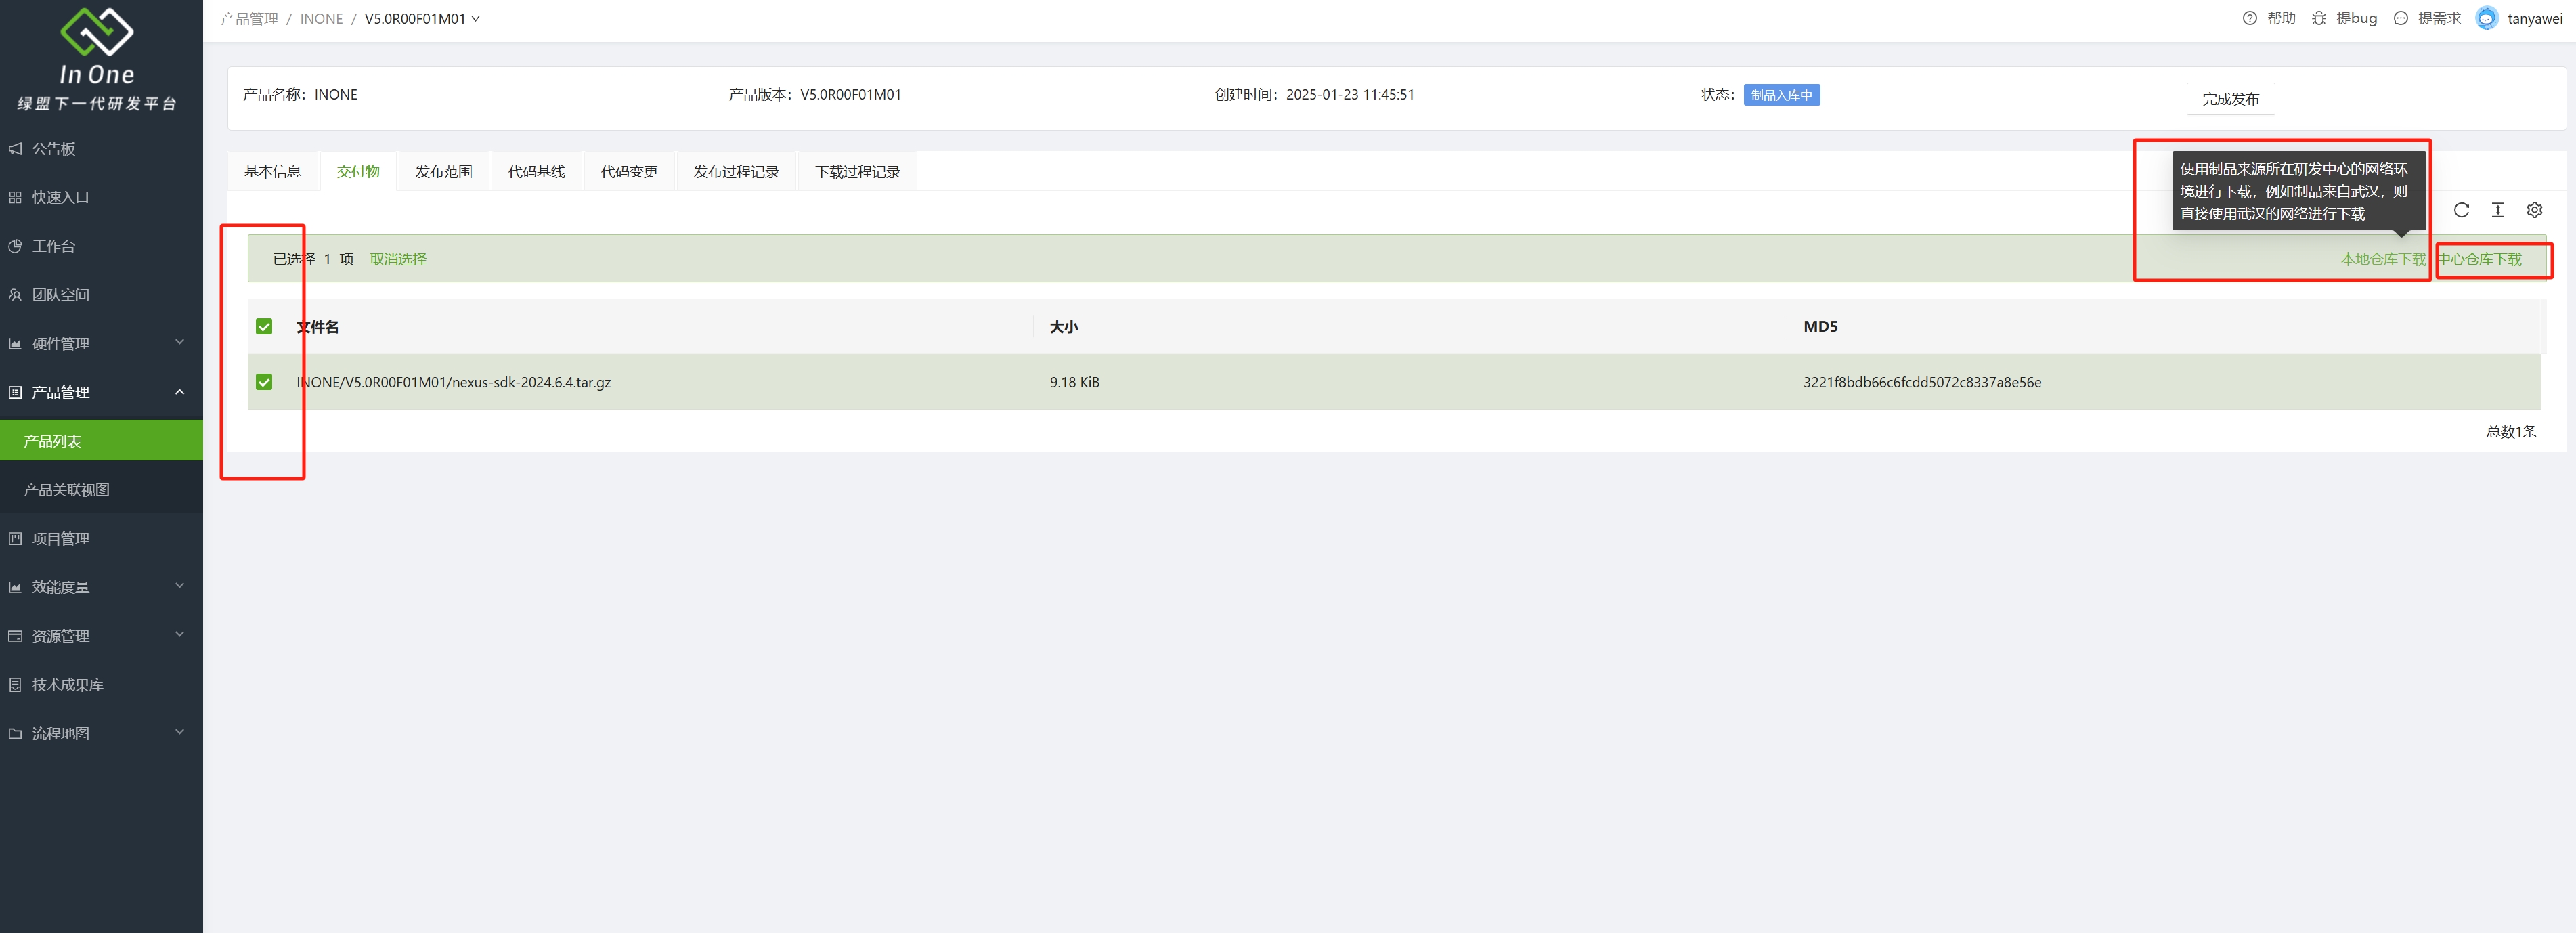 In One
绿盟下一代研发平台
公告板
快速入口
工作台
团队空间
硬件管理
产品管理
产品列表
产品关联视图
项目管理
效能度量
资源管理
技术成果库
流程地图
产品管理 / INONE / V5.0R00F01M01
帮助 提bug 提需求 tanyawei
产品名称：INONE 产品版本：V5.0R00F01M01 创建时间：2025-01-23 11:45:51 状态：制品入库中 完成发布
基本信息 交付物 发布范围 代码基线 代码变更 发布过程记录 下载过程记录
使用制品来源所在研发中心的网络环
境进行下载，例如制品来自武汉，则
直接使用武汉的网络进行下载
已选择 1 项 取消选择 本地仓库下载 中心仓库下载
文件名 大小 MD5
INONE/V5.0R00F01M01/nexus-sdk-2024.6.4.tar.gz 9.18 KiB 3221f8bdb66c6fcdd5072c8337a8e56e
总数1条